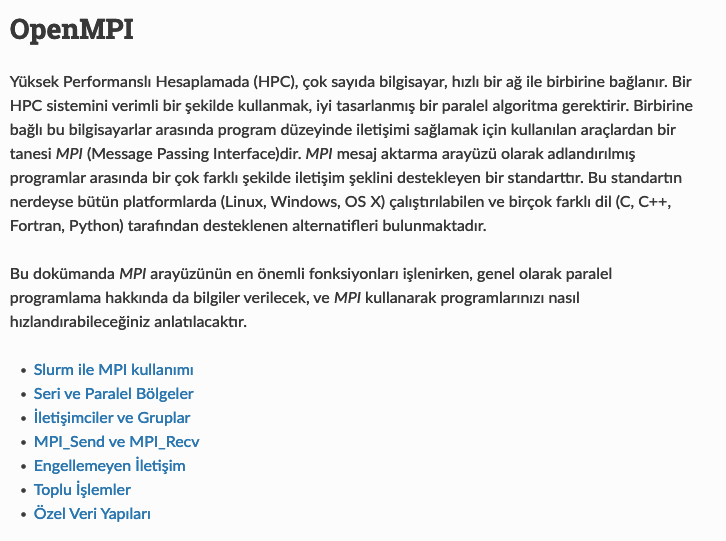 OpenMPI
Yüksek Performanslı Hesaplamada (HPC), çok sayıda bilgisayar, hızlı bir ağ ile birbirine bağlanır. Bir
HPC sistemini verimli bir şekilde kullanmak, iyi tasarlanmış bir paralel algoritma gerektirir. Birbirine
bağlı bu bilgisayarlar arasında program düzeyinde iletişimi sağlamak için kullanılan araçlardan bir
tanesi MPI (Message Passing Interface)dir. MPI mesaj aktarma arayüzü olarak adlandırılmış
programlar arasında bir çok farklı şekilde iletişim şeklini destekleyen bir standarttır. Bu standartın
nerdeyse bütün platformlarda (Linux, Windows, OS X) çalıştırılabilen ve birçok farklı dil (C, C++,
Fortran, Python) tarafından desteklenen alternatifleri bulunmaktadır.
Bu dokümanda MPI arayüzünün en önemli fonksiyonları işlenirken, genel olarak paralel
programlama hakkında da bilgiler verilecek, ve MPI kullanarak programlarınızı nasıl
hızlandırabileceğiniz anlatılacaktır.
• Slurm ile MPI kullanımı
• Seri ve Paralel Bölgeler
• İletişimciler ve Gruplar
• MPI_Send ve MPI_Recv
• Engellemeyen İletişim
• Toplu İşlemler
• Özel Veri Yapıları